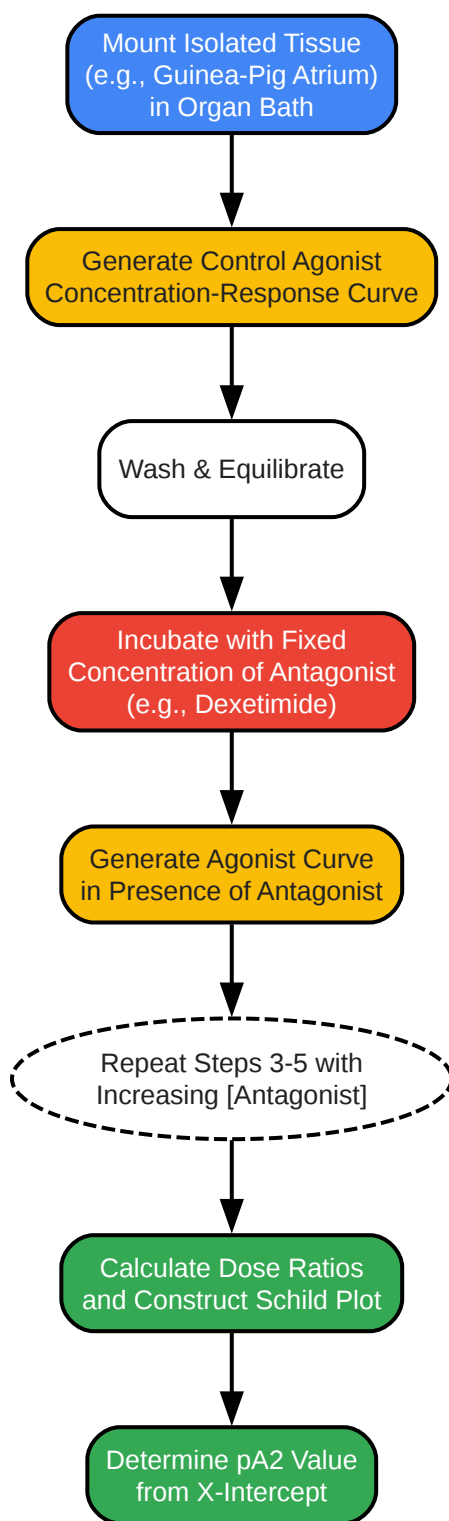 Mount Isolated Tissue
(e.g., Guinea-Pig Atrium)
in Organ Bath
Generate Control Agonist
Concentration-Response Curve
Wash & Equilibrate
Incubate with Fixed
Concentration of Antagonist
(e.g., Dexetimide)
Generate Agonist Curve
in Presence of Antagonist
Repeat Steps 3-5 with
Increasing [Antagonist]
Calculate Dose Ratios
and Construct Schild Plot
Determine pA2 Value
from X-Intercept